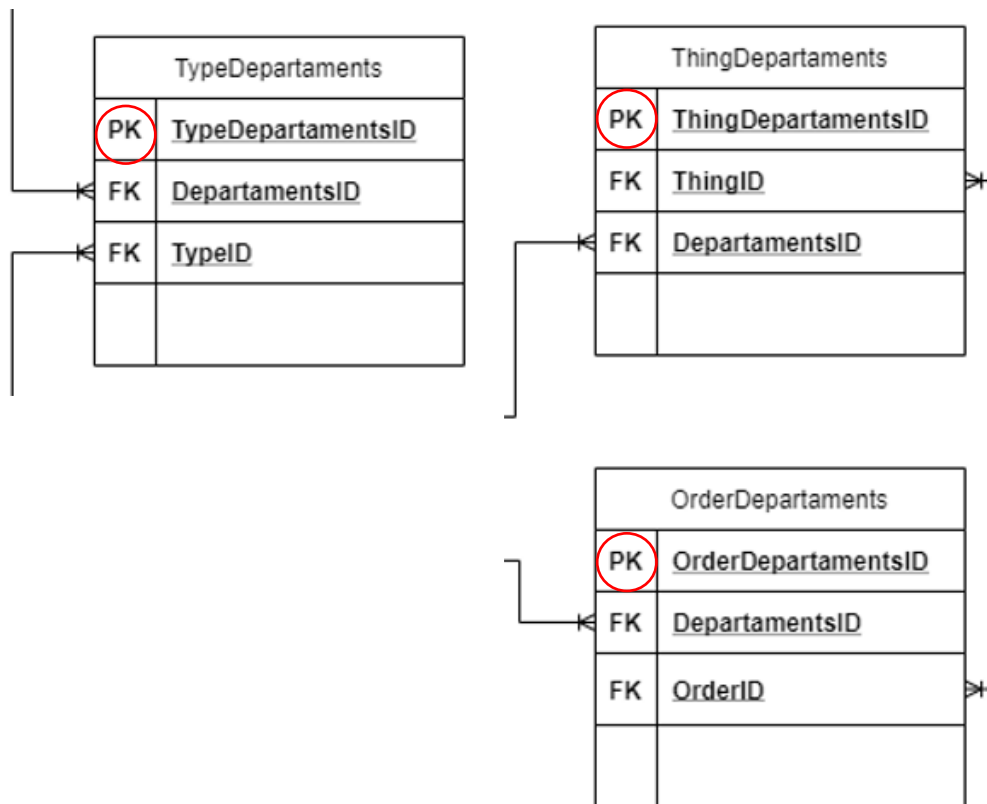 TypeDepartaments
PK TypeDepartamentsID
FK DepartamentsID
FK TypeID
ThingDepartaments
PK ThingDepartamentsID
FK ThingID
FK DepartamentsID
OrderDepartaments
PK OrderDepartamentsID
FK DepartamentsID
FK OrderID